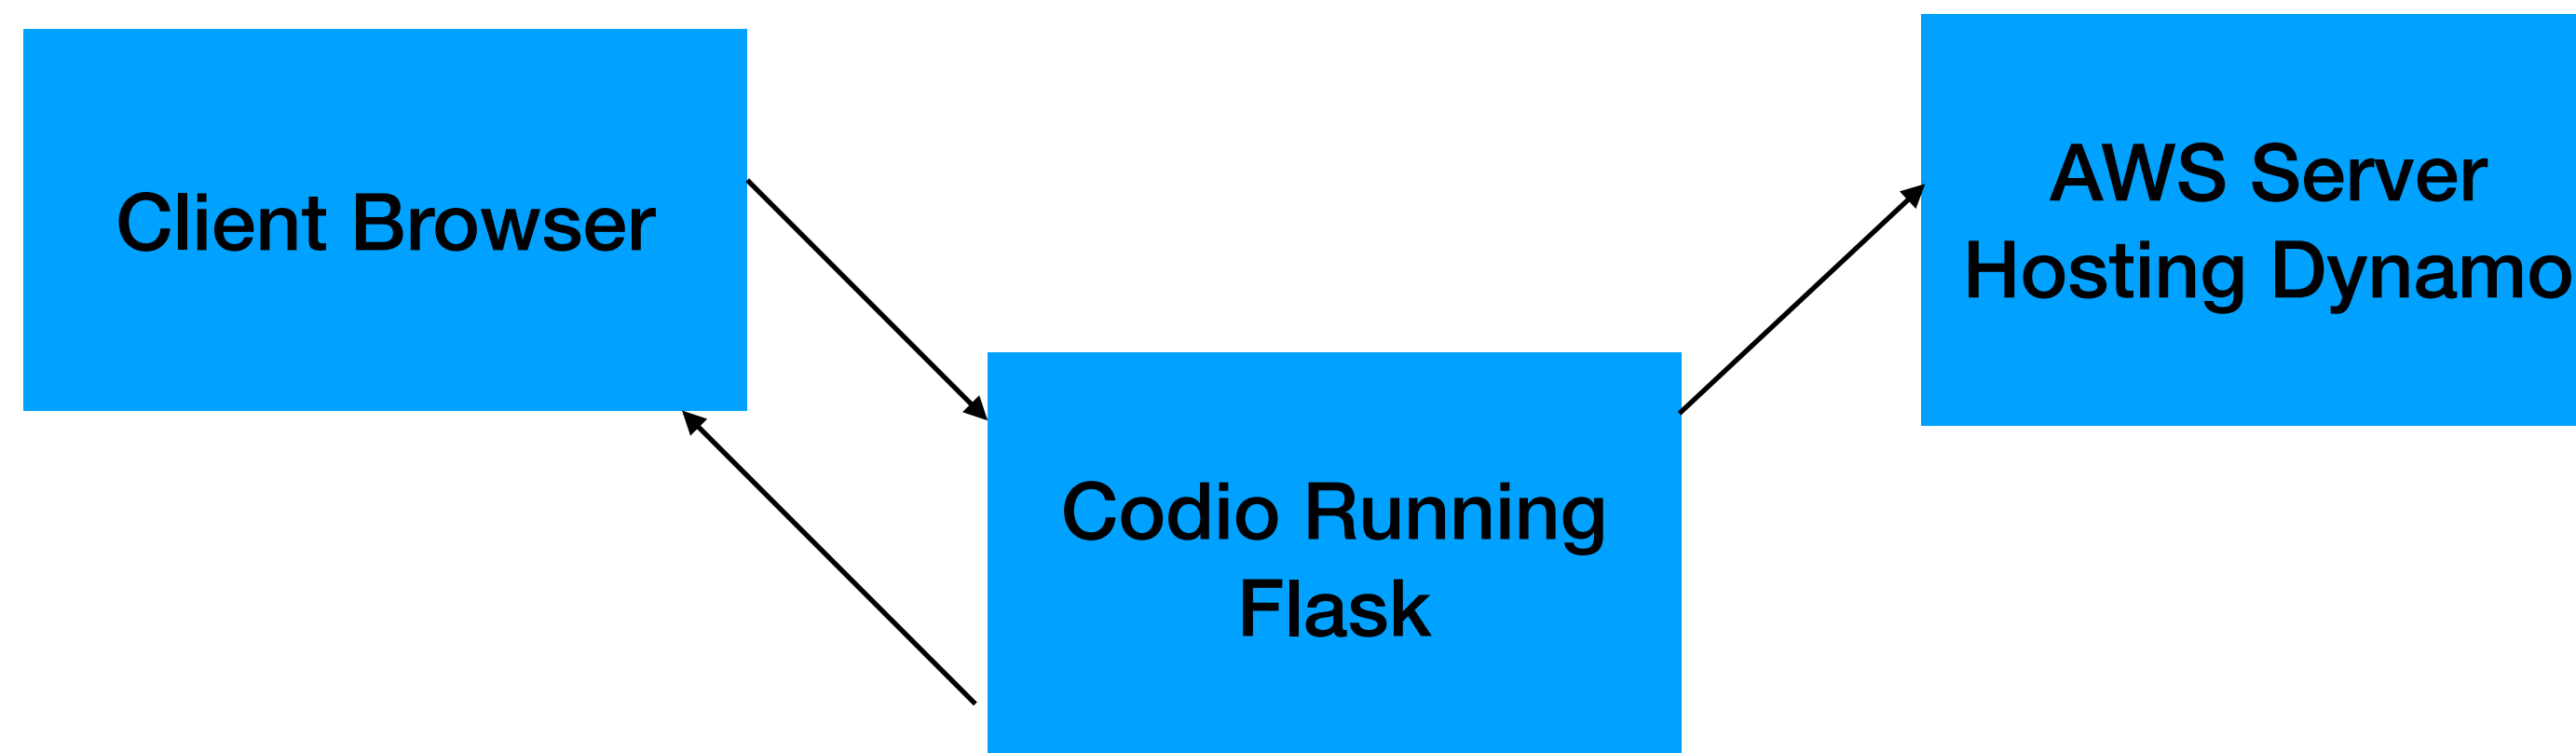 Client Browser
AWS Server
Hosting Dynamo
Codio Running
Flask